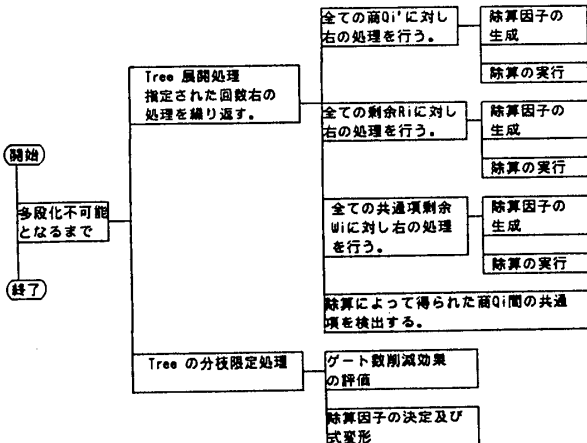 開始
多段化不可能
となるまで
終了
Tree 展開処理
指定された回数右の
処理を繰り返す。
全ての商Qi'に対し
右の処理を行う。
除算因子の
生成
除算の実行
全ての剰余Riに対し
右の処理を行う。
除算因子の
生成
除算の実行
全ての共通項剰余
Wiに対し右の処理
を行う。
除算因子の
生成
除算の実行
除算によって得られた商Qi間の共通
項を検出する。
Tree の分枝限定処理
ゲート数削減効果
の評価
除算因子の決定及び
式変形